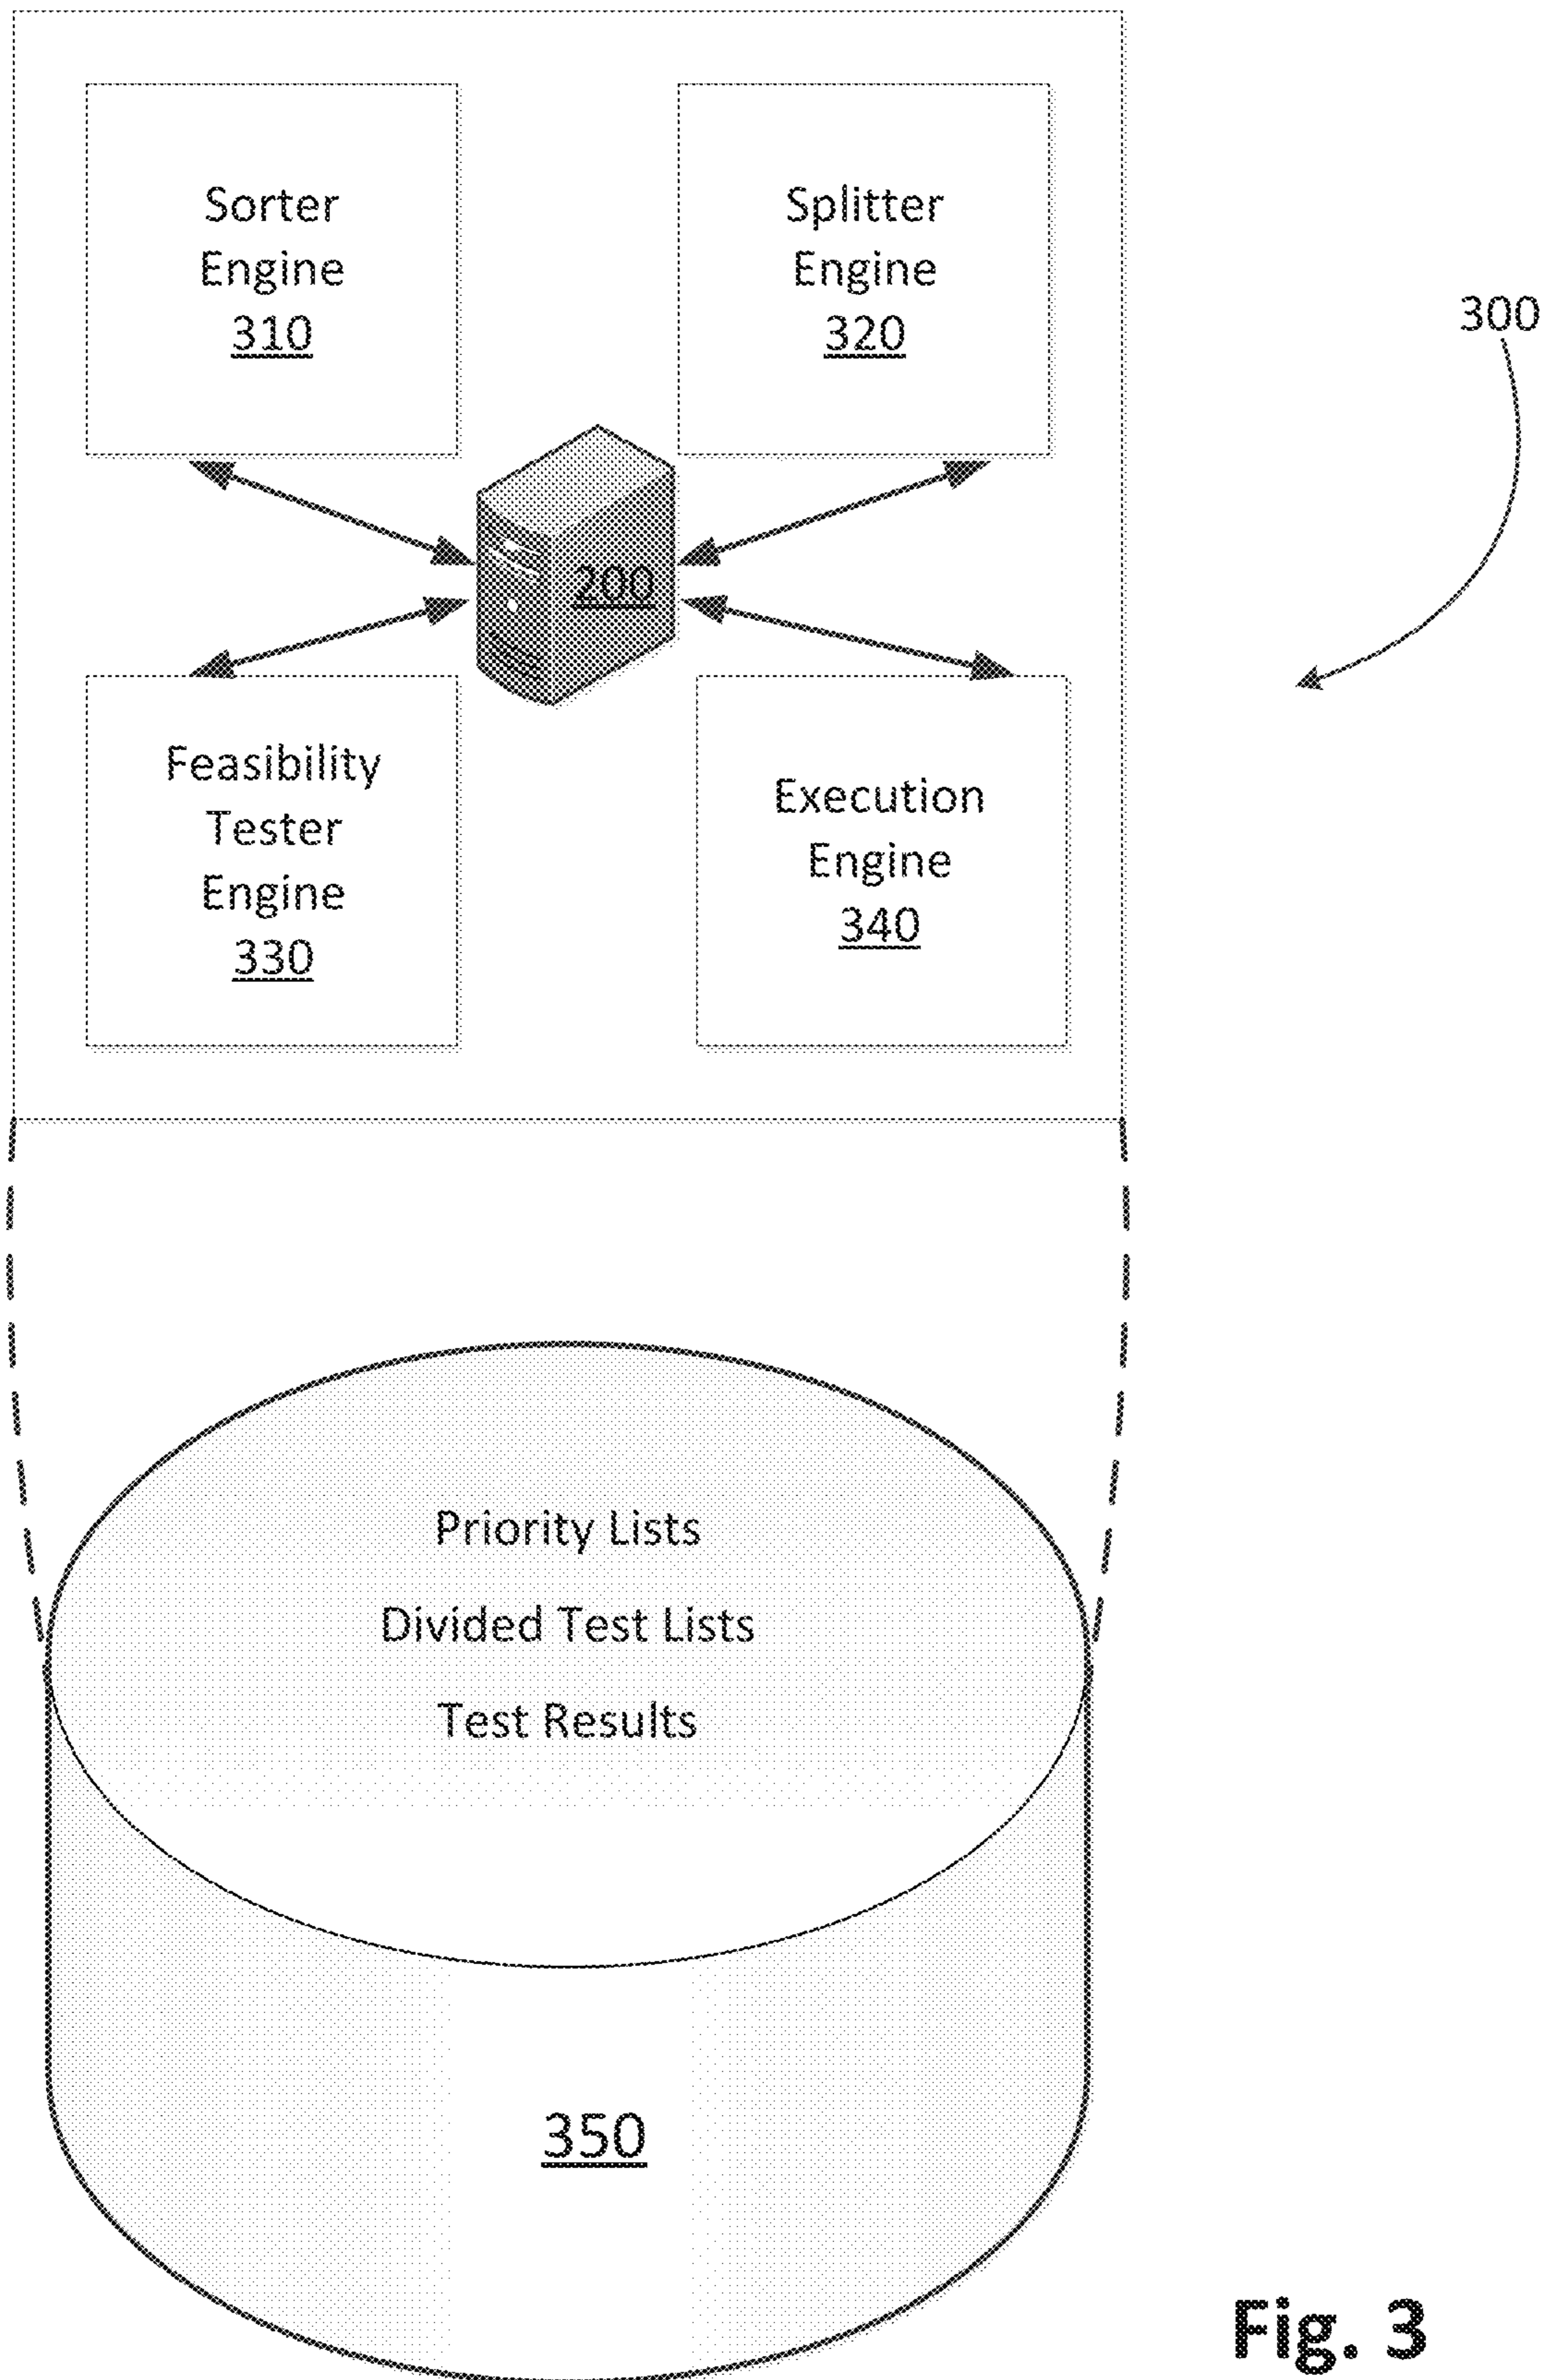 Sorter
Engine
310
Splitter
Engine
320
300
200
Feasibility
Tester
Engine
330
Execution
Engine
340
Priority Lists
Divided Test Lists
Test Results
350
Fig. 3